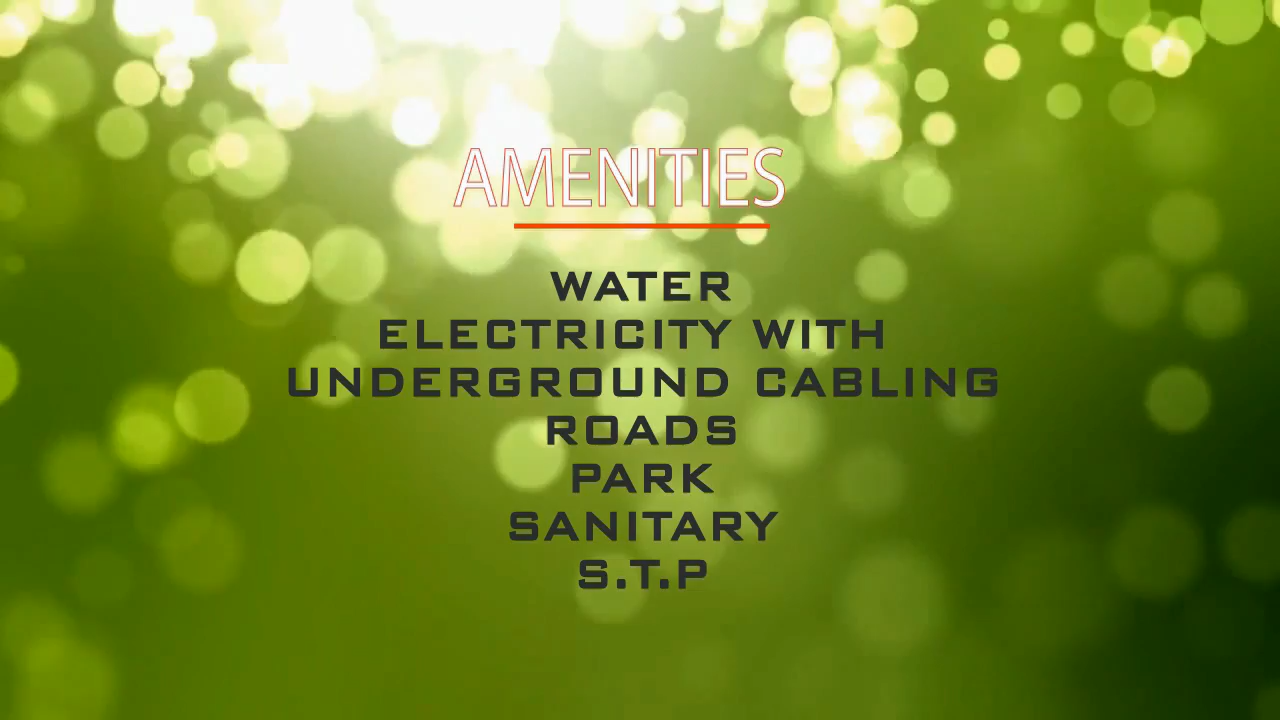 AMENITIES
WATER
ELECTRICITY WITH
UNDERGROUND CABLING
ROADS
PARK
SANITARY
S.T.P